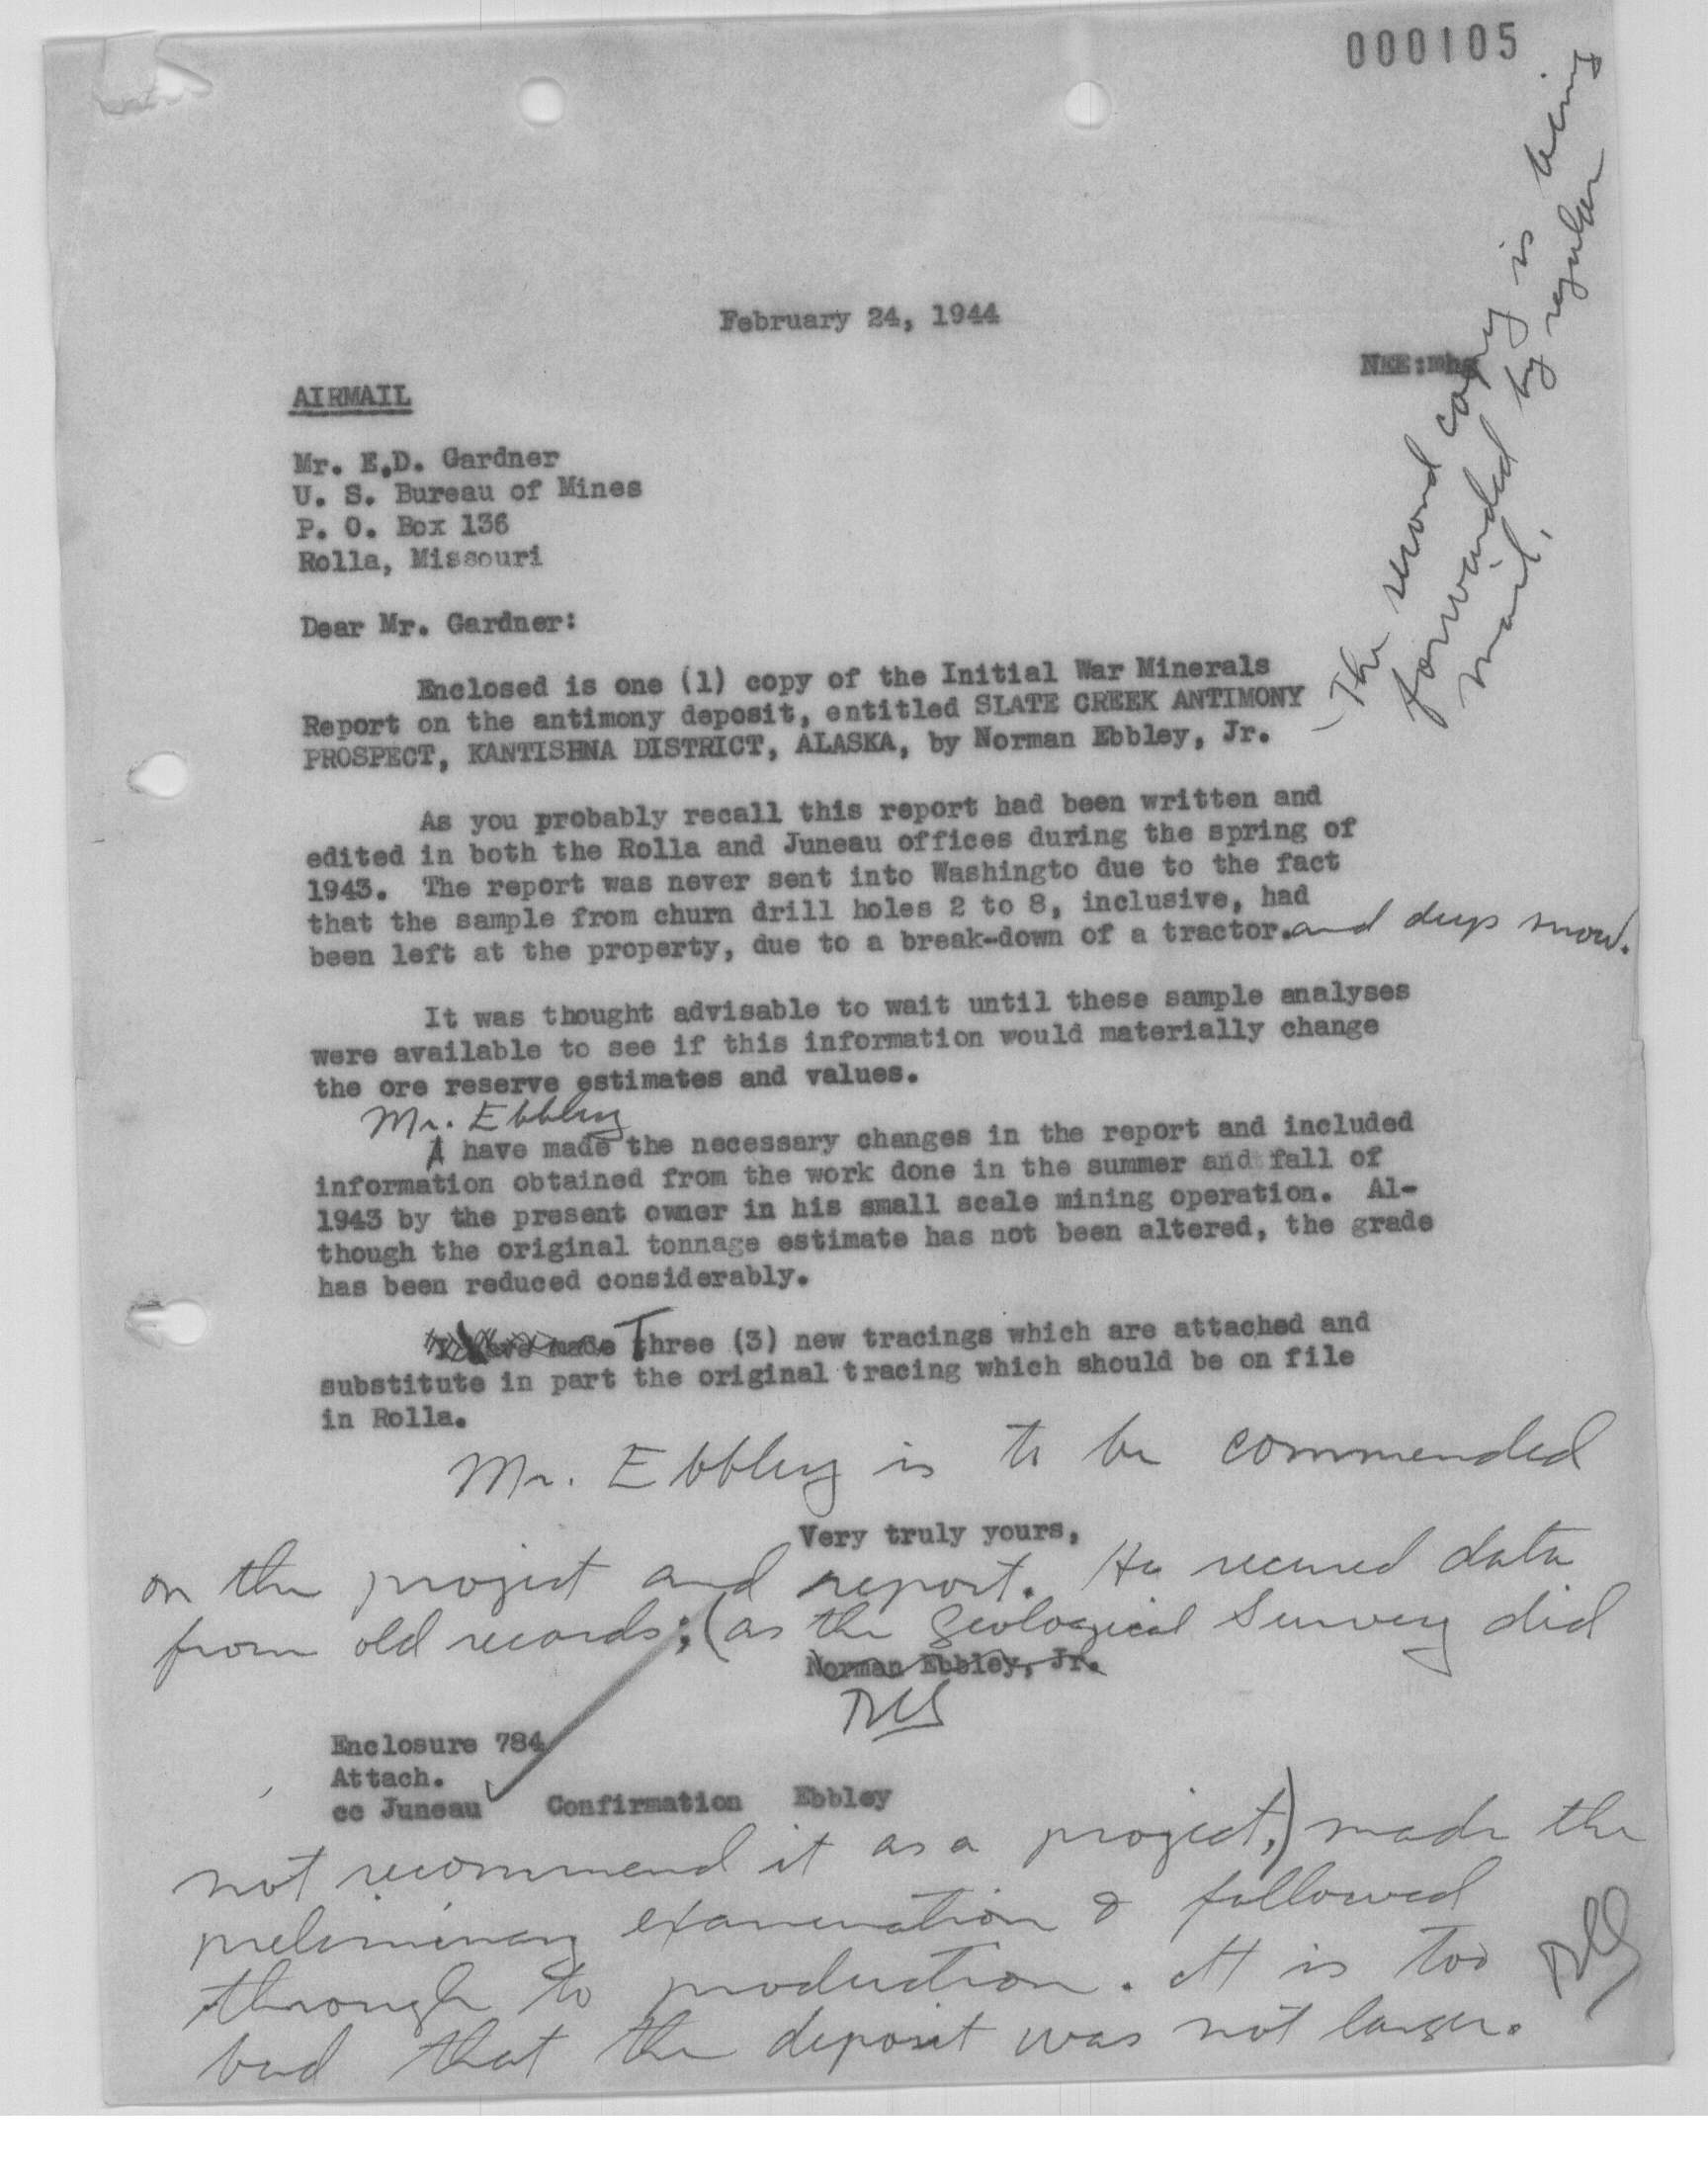 000105
February 24, 1944
NEE:mhg
AIRMAIL
Mr. E.D. Gardner
U. S. Bureau of Mines
P. O. Box 136
Rolla, Missouri
Dear Mr. Gardner:
Enclosed is one (1) copy of the Initial War Minerals
Report on the antimony deposit, entitled SLATE CREEK ANTIMONY
PROSPECT, KANTISHNA DISTRICT, ALASKA, by Norman Ebbley, Jr.
The second copy is being
forwarded by regular
mail.
As you probably recall this report had been written and
edited in both the Rolla and Juneau offices during the spring of
1943. The report was never sent into Washingto due to the fact
that the sample from churn drill holes 2 to 8, inclusive, had
been left at the property, due to a break-down of a tractor. and deep snow.
It was thought advisable to wait until these sample analyses
were available to see if this information would materially change
the ore reserve estimates and values.
Mr. Ebbley
I have made the necessary changes in the report and included
information obtained from the work done in the summer and fall of
1943 by the present owner in his small scale mining operation. Al-
though the original tonnage estimate has not been altered, the grade
has been reduced considerably.
I have made Three (3) new tracings which are attached and
substitute in part the original tracing which should be on file
in Rolla.
Mr. Ebbley is to be commended
Very truly yours,
on the project and report. He secured data
from old records; (as the Geological Survey did
Norman Ebbley, Jr.
Enclosure 784
Attach.
cc Juneau Confirmation Ebbley
not recommend it as a project,) made the
preliminary examination & followed
through to production. It is too
bad that the deposit was not larger.